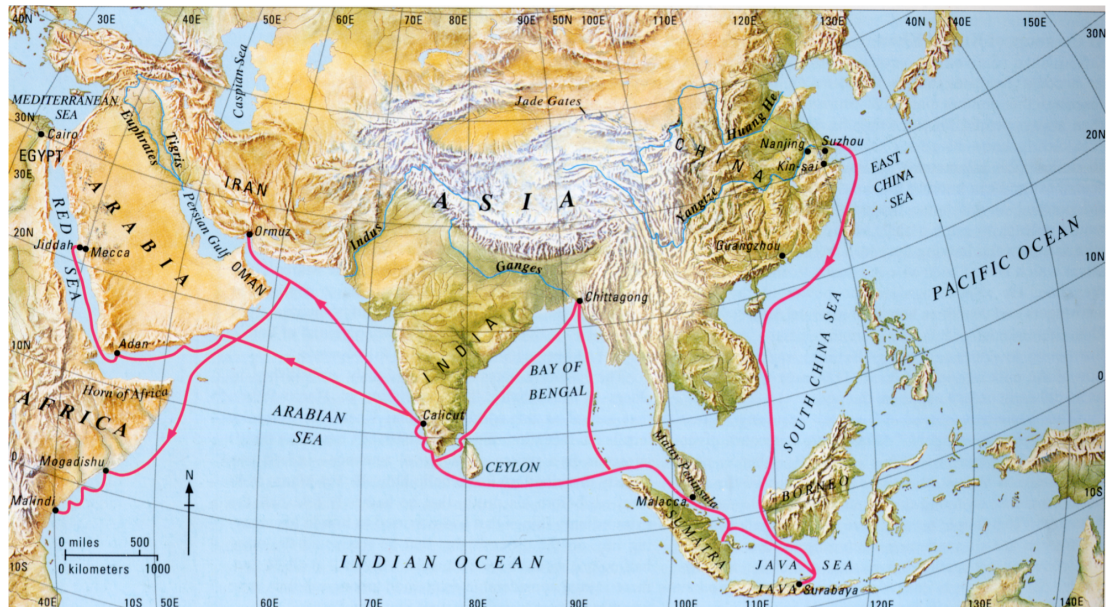 40N 30E 40E 50E 60E 70E 80E 90E 50N 100E 110E 120E 130E 40N 140E 150E 30N
Caspian Sea
MEDITERRANEAN
SEA
Jade Gates
30N
Cairo
Euphrates
Tigris
Huang He
CHINA
Nanjing
Suzhou
Kin-sai
20N
EGYPT
30E
IRAN
ASIA
EAST
CHINA
SEA
ARABIA
Persian Gulf
Yangtze
RED SEA
20N
Ormuz
Indus
Guangzhou
Jiddah
Mecca
OMAN
Ganges
PACIFIC OCEAN
10N
Chittagong
10N
Adan
INDIA
BAY OF
BENGAL
SOUTH CHINA SEA
Horn of Africa
0
AFRICA
ARABIAN
SEA
Calicut
Malay Peninsula
Mogadishu
0
CEYLON
N
Malindi
Malacca
BORNEO
10S
SUMATRA
0 miles 500
0 kilometers 1000
INDIAN OCEAN
JAVA SEA
10S
JAVA
Surabaya
40E 10S 50E 60E 70E 80E 90E 100E 110E 120E 130E 140E